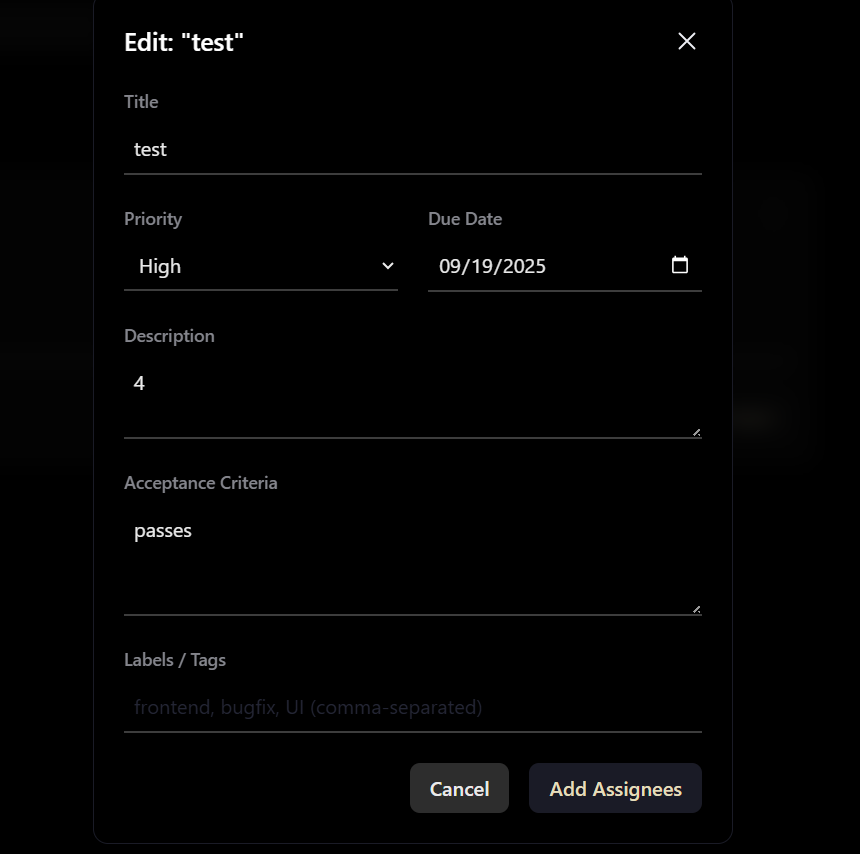 Edit: "test"
Title
test
Priority
Due Date
High
09/19/2025
Description
4
Acceptance Criteria
passes
Labels / Tags
frontend, bugfix, UI (comma-separated)
Cancel
Add Assignees